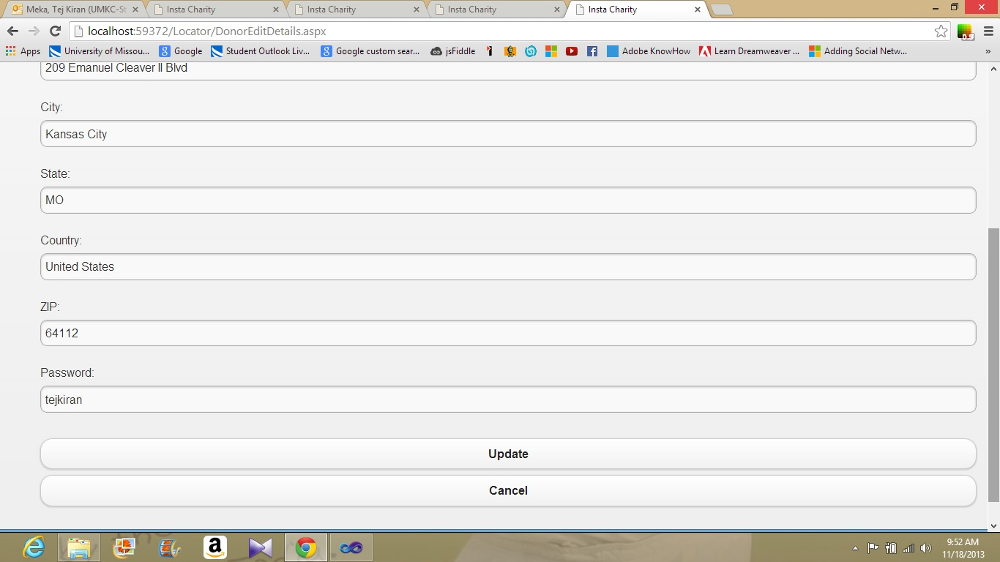 Meka, Tej Kiran (UMKC-St
Insta Charity
Insta Charity
Insta Charity
Insta Charity
localhost:59372/Locator/DonorEditDetails.aspx
0.9
Apps
University of Missou...
Google
Student Outlook Liv...
Google custom sear...
jsFiddle
Adobe KnowHow
Learn Dreamweaver ...
Adding Social Netw...
»
209 Emanuel Cleaver II Blvd
City:
Kansas City
State:
MO
Country:
United States
ZIP:
64112
Password:
tejkiran
Update
Cancel
9:52 AM
11/18/2013